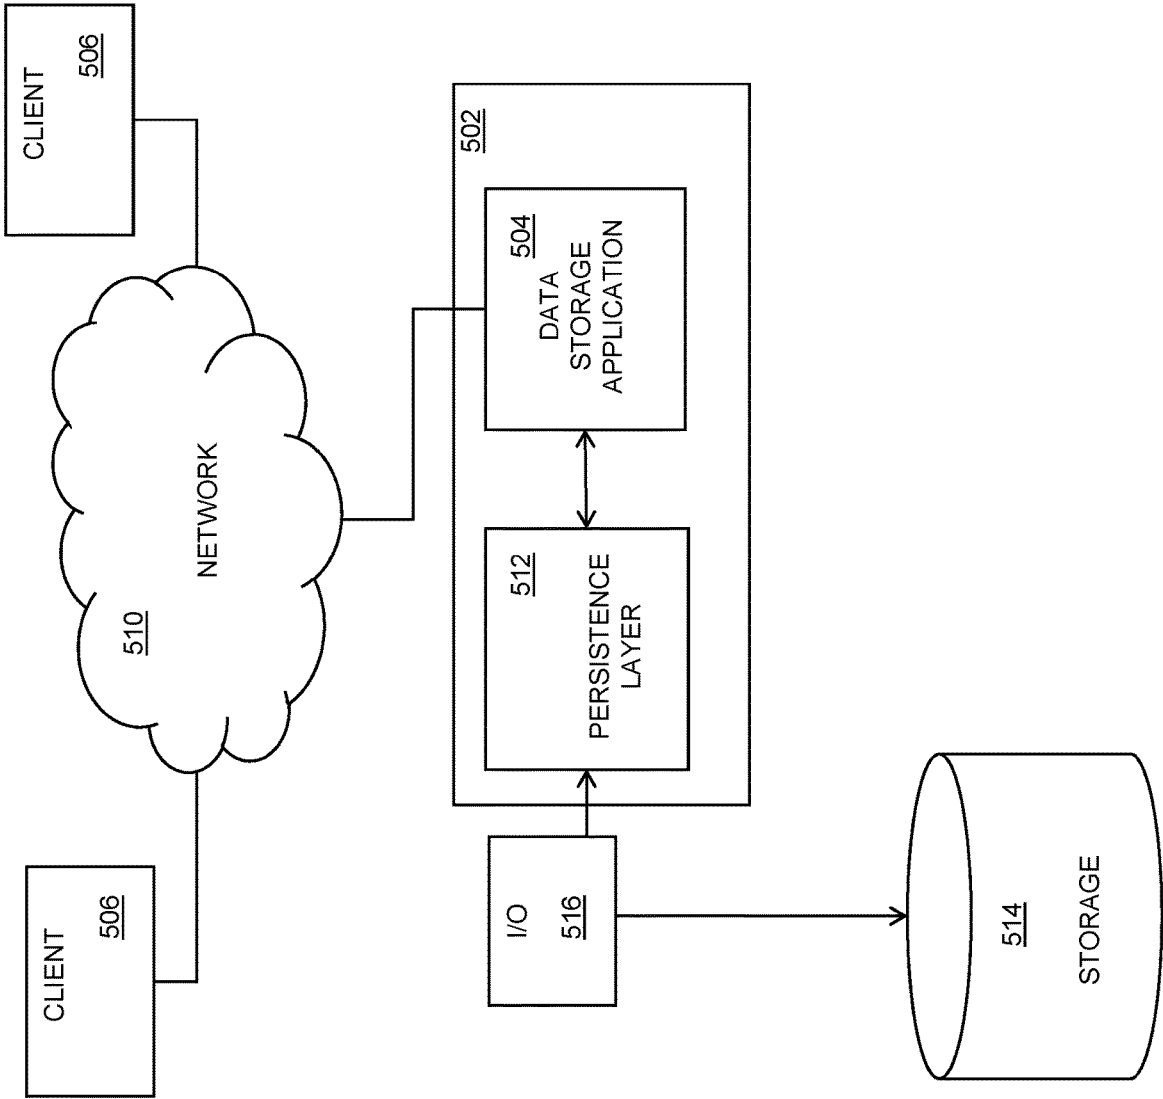 CLIENT
506
CLIENT
506
510
NETWORK
502
512
PERSISTENCE
LAYER
504
DATA
STORAGE
APPLICATION
I/O
516
514
STORAGE